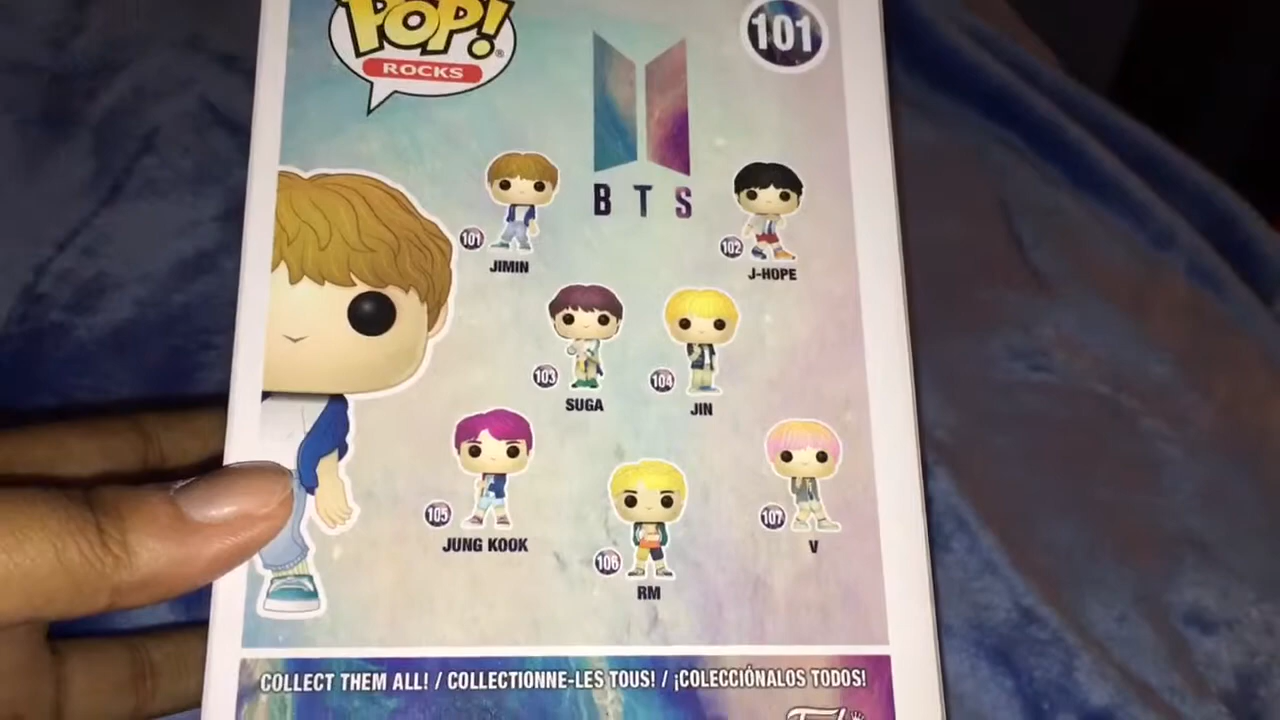 POP!
ROCKS
101
BTS
101
JIMIN
102
J-HOPE
103
SUGA
104
JIN
105
JUNG KOOK
106
RM
107
V
COLLECT THEM ALL! / COLLECTIONNE-LES TOUS! / ¡COLECCIÓNALOS TODOS!